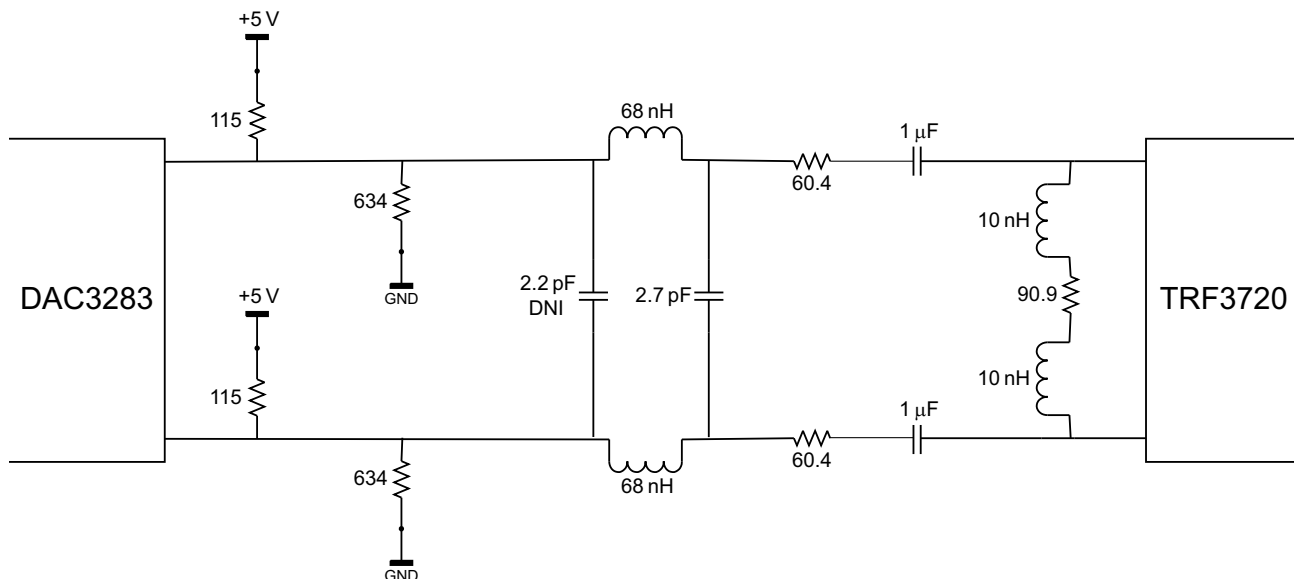 +5 V
115
68 nH
1 µF
60.4
634
10 nH
DAC3283
+5 V
GND
2.2 pF
DNI
2.7 pF
90.9
TRF3720
115
10 nH
1 µF
60.4
634
68 nH
GND